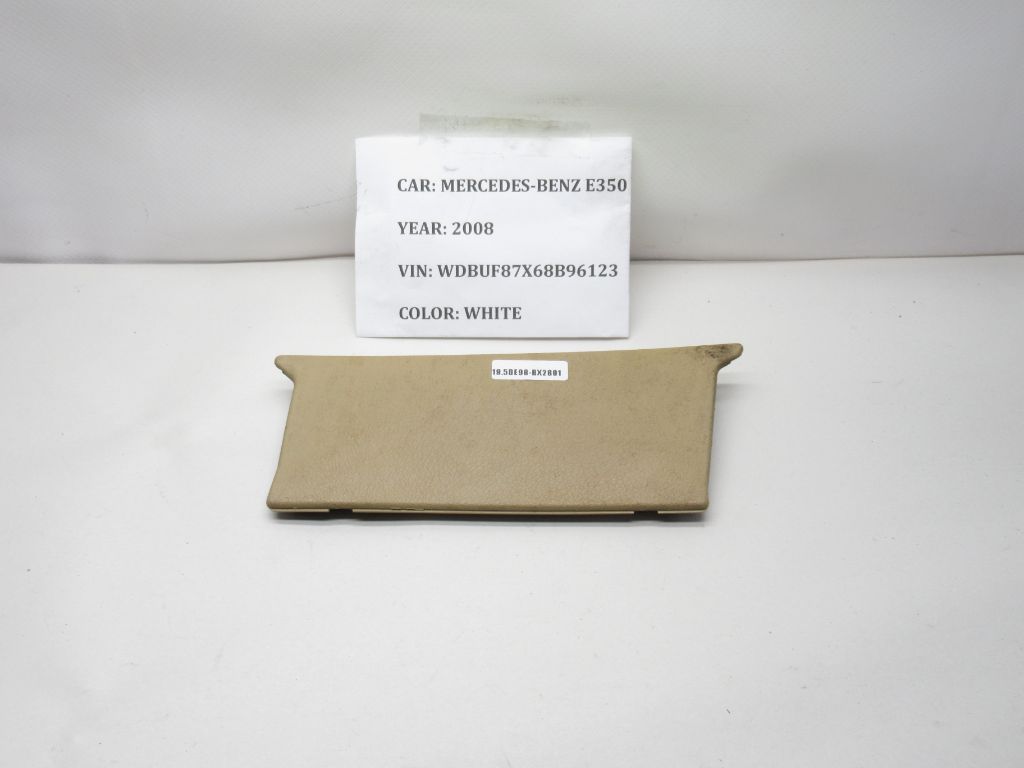 CAR: MERCEDES-BENZ E350
YEAR: 2008
VIN: WDBUF87X68B96123
COLOR: WHITE
19.5DE98-BX2801